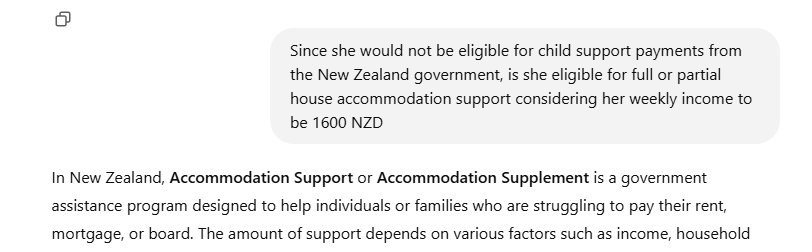 Since she would not be eligible for child support payments from
the New Zealand government, is she eligible for full or partial
house accommodation support considering her weekly income to
be 1600 NZD
In New Zealand, Accommodation Support or Accommodation Supplement is a government
assistance program designed to help individuals or families who are struggling to pay their rent,
mortgage, or board. The amount of support depends on various factors such as income, household